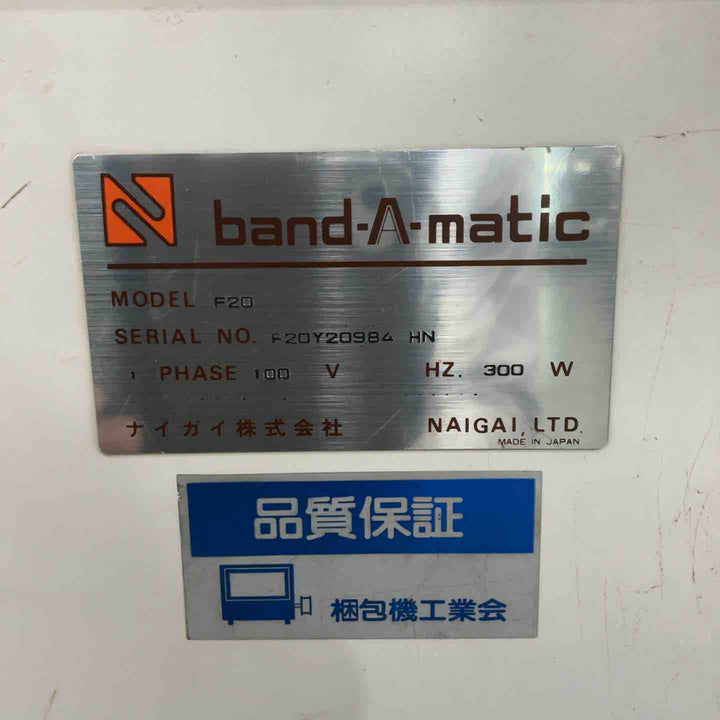 band-A-matic
MODEL F20
SERIAL NO. F20Y20984 HN
1 PHASE 100 V HZ. 300 W
ナイガイ株式会社 NAIGAI, LTD.
MADE IN JAPAN
品質保証
梱包機工業会